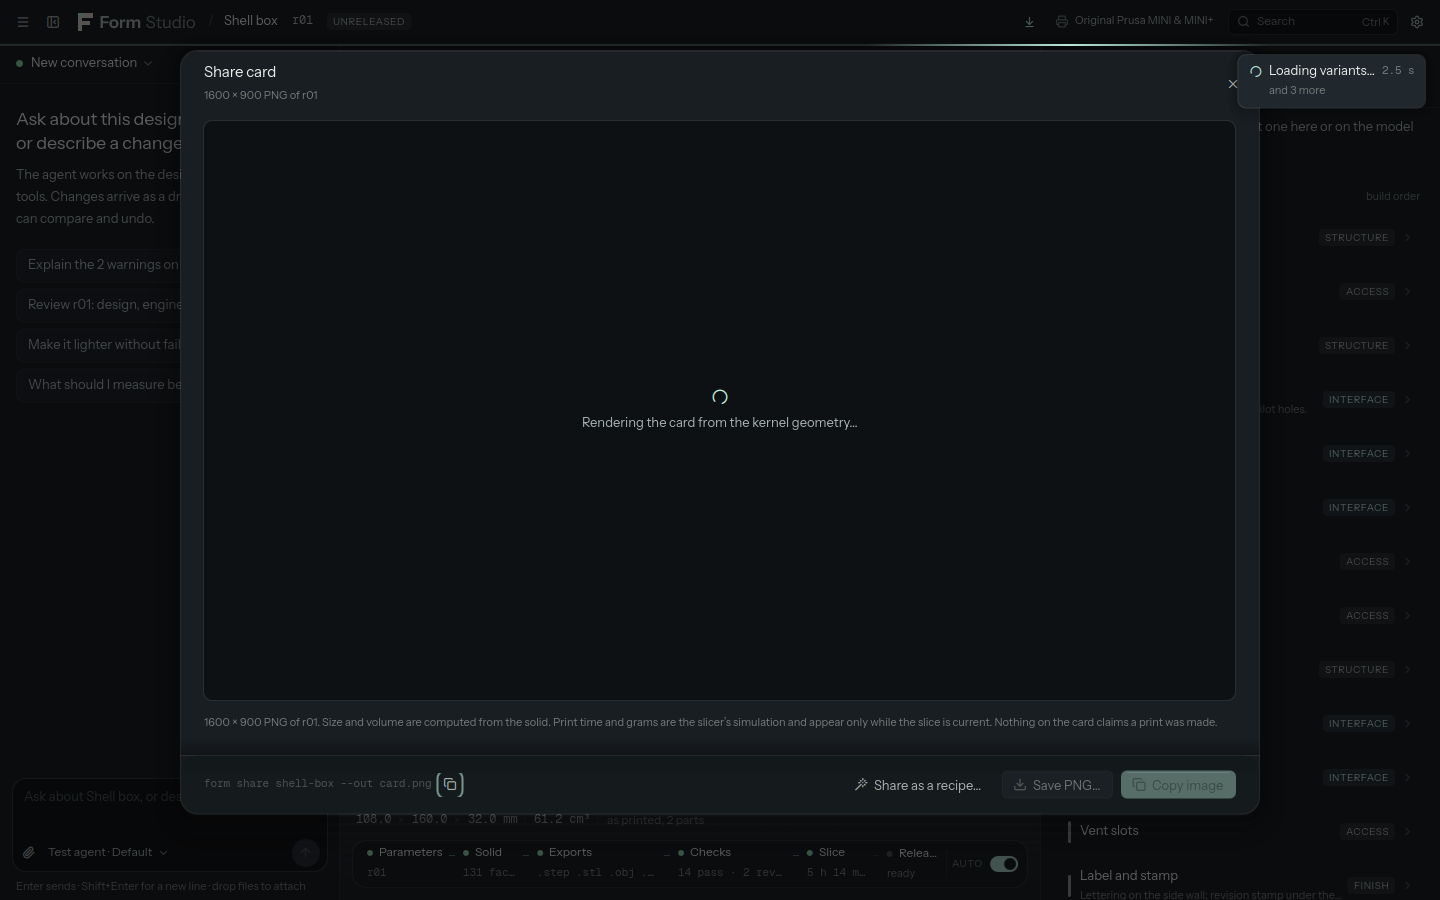 Form Studio / Shell box r01 UNRELEASED
Original Prusa MINI & MINI+
Search Ctrl K
New conversation
Ask about this design
or describe a change
The agent works on the
tools. Changes arrive as a
can compare and undo.
Explain the 2 warnings on
Review r01: design,
Make it lighter without
What should I measure
Ask about Shell box, or
Test agent · Default
Enter sends · Shift+Enter for a new line · drop files to attach
Share card
1600 × 900 PNG of r01
Rendering the card from the kernel geometry…
1600 × 900 PNG of r01. Size and volume are computed from the solid. Print time and grams are the slicer's simulation and appear only while the slice is current. Nothing on the card claims a print was made.
form share shell-box --out card.png
Share as a recipe…
Save PNG…
Copy image
Loading variants… 2.5 s
and 3 more
one here or on the model
build order
STRUCTURE
ACCESS
STRUCTURE
INTERFACE
holes.
INTERFACE
INTERFACE
ACCESS
ACCESS
STRUCTURE
INTERFACE
INTERFACE
Vent slots ACCESS
Label and stamp FINISH
Lettering on the side wall; revision stamp under the…
108.0 · 160.0 · 32.0 mm 61.2 cm³ as printed, 2 parts
Parameters … Solid … Exports … Checks … Slice … Relea…
r01 131 fac… .step .stl .obj … 14 pass · 2 rev… 5 h 14 m… ready
AUTO